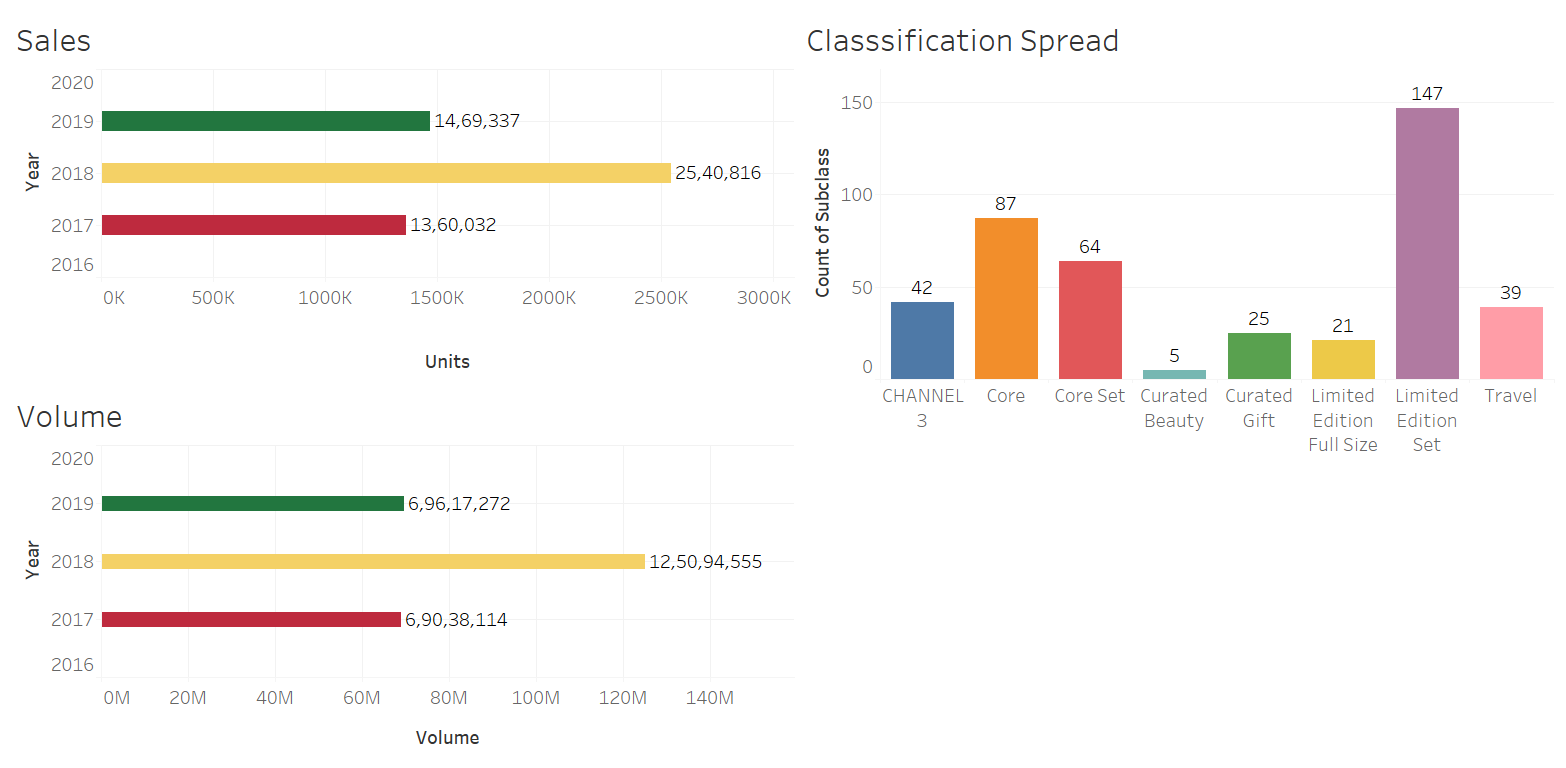 Sales
2020
2019
14,69,337
Year
2018
25,40,816
2017
13,60,032
2016
0K 500K 1000K 1500K 2000K 2500K 3000K
Units
Volume
2020
2019
6,96,17,272
Year
2018
12,50,94,555
2017
6,90,38,114
2016
0M 20M 40M 60M 80M 100M 120M 140M
Volume
Classsification Spread
Count of Subclass
150
100
50
0
42
87
64
5
25
21
147
39
CHANNEL
3
Core
Core Set
Curated
Beauty
Curated
Gift
Limited
Edition
Full Size
Limited
Edition
Set
Travel